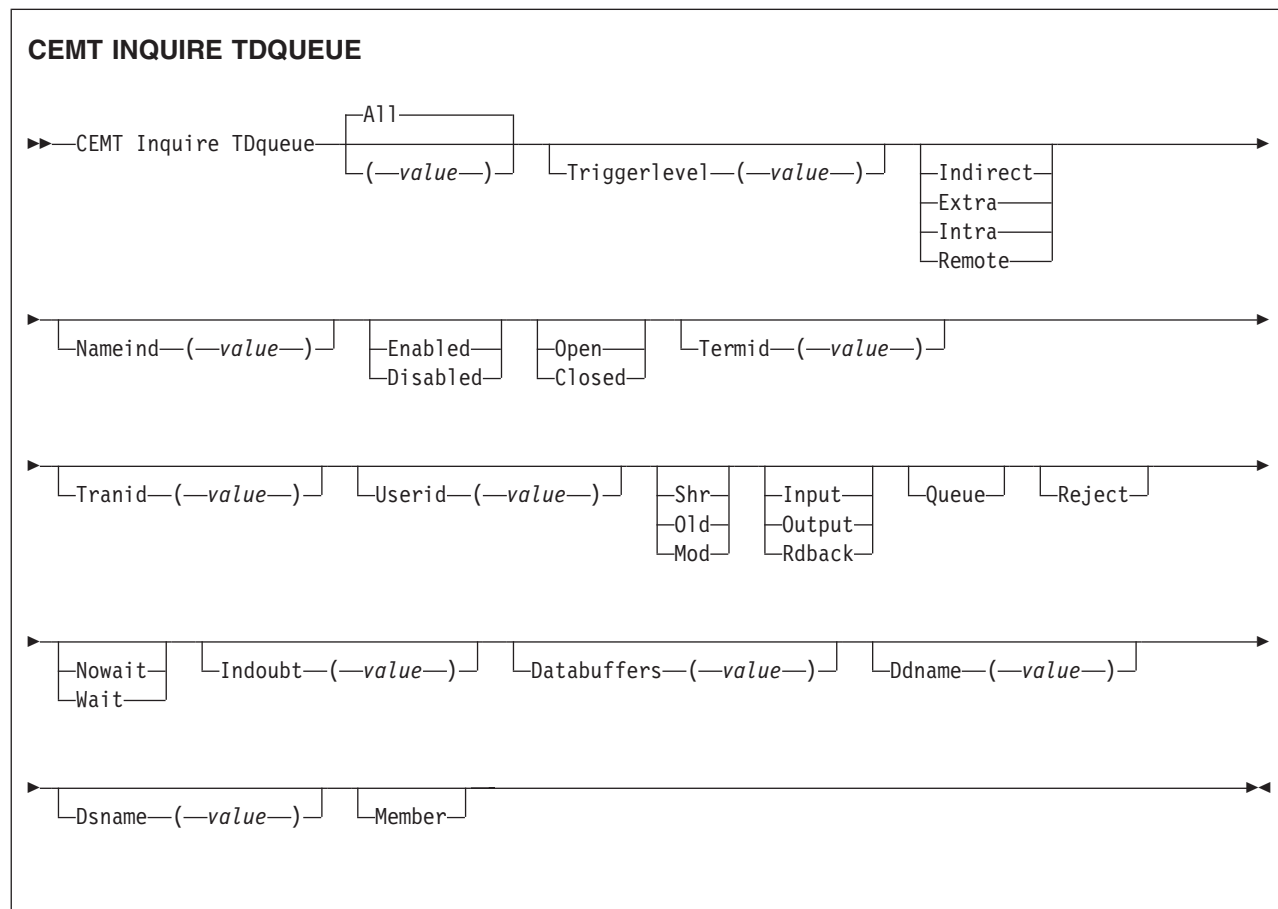 CEMT INQUIRE TDQUEUE
All
CEMT Inquire TDqueue
(value)
Triggerlevel (value)
Indirect
Extra
Intra
Remote
Nameind (value)
Enabled
Disabled
Open
Closed
Termid (value)
Tranid (value)
Userid (value)
Shr
Old
Mod
Input
Output
Rdback
Queue
Reject
Nowait
Wait
Indoubt (value)
Databuffers (value)
Ddname (value)
Dsname (value)
Member